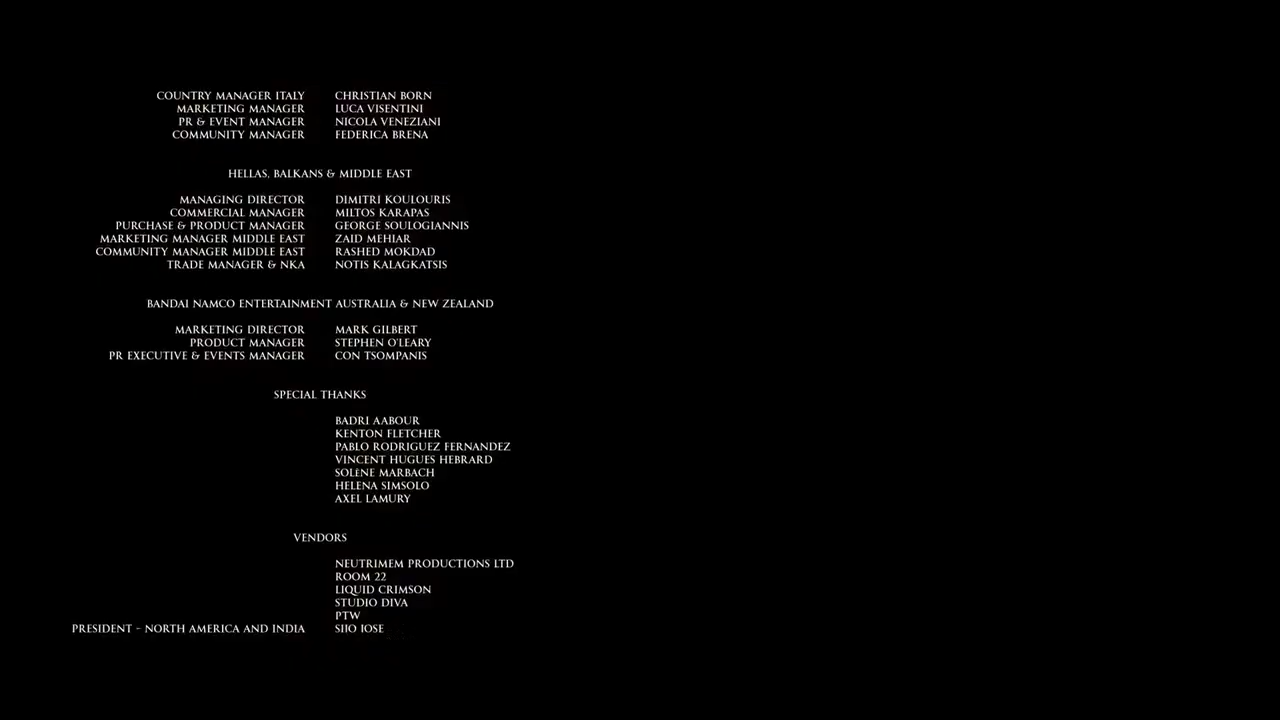 COUNTRY MANAGER ITALY CHRISTIAN BORN
MARKETING MANAGER LUCA VISENTINI
PR & EVENT MANAGER NICOLA VENEZIANI
COMMUNITY MANAGER FEDERICA BRENA
HELLAS, BALKANS & MIDDLE EAST
MANAGING DIRECTOR DIMITRI KOULOURIS
COMMERCIAL MANAGER MILTOS KARAPAS
PURCHASE & PRODUCT MANAGER GEORGE SOULOGIANNIS
MARKETING MANAGER MIDDLE EAST ZAID MEHIAR
COMMUNITY MANAGER MIDDLE EAST RASHED MOKDAD
TRADE MANAGER & NKA NOTIS KALAGKATSIS
BANDAI NAMCO ENTERTAINMENT AUSTRALIA & NEW ZEALAND
MARKETING DIRECTOR MARK GILBERT
PRODUCT MANAGER STEPHEN O'LEARY
PR EXECUTIVE & EVENTS MANAGER CON TSOMPANIS
SPECIAL THANKS
BADRI AABOUR
KENTON FLETCHER
PABLO RODRIGUEZ FERNANDEZ
VINCENT HUGUES HEBRARD
SOLÈNE MARBACH
HELENA SIMSOLO
AXEL LAMURY
VENDORS
NEUTRIMEM PRODUCTIONS LTD
ROOM 22
LIQUID CRIMSON
STUDIO DIVA
PTW
PRESIDENT - NORTH AMERICA AND INDIA